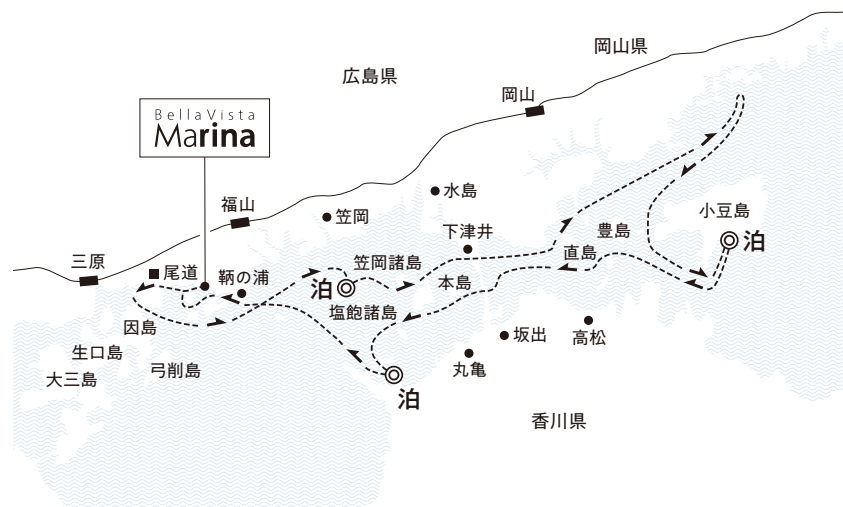 岡山県
広島県
岡山
BellaVista
Marina
水島
福山
笠岡
小豆島
泊
下津井
豊島
直島
三原
尾道
鞆の浦
笠岡諸島
本島
泊
塩飽諸島
因島
生口島
大三島
弓削島
坂出
高松
丸亀
泊
香川県